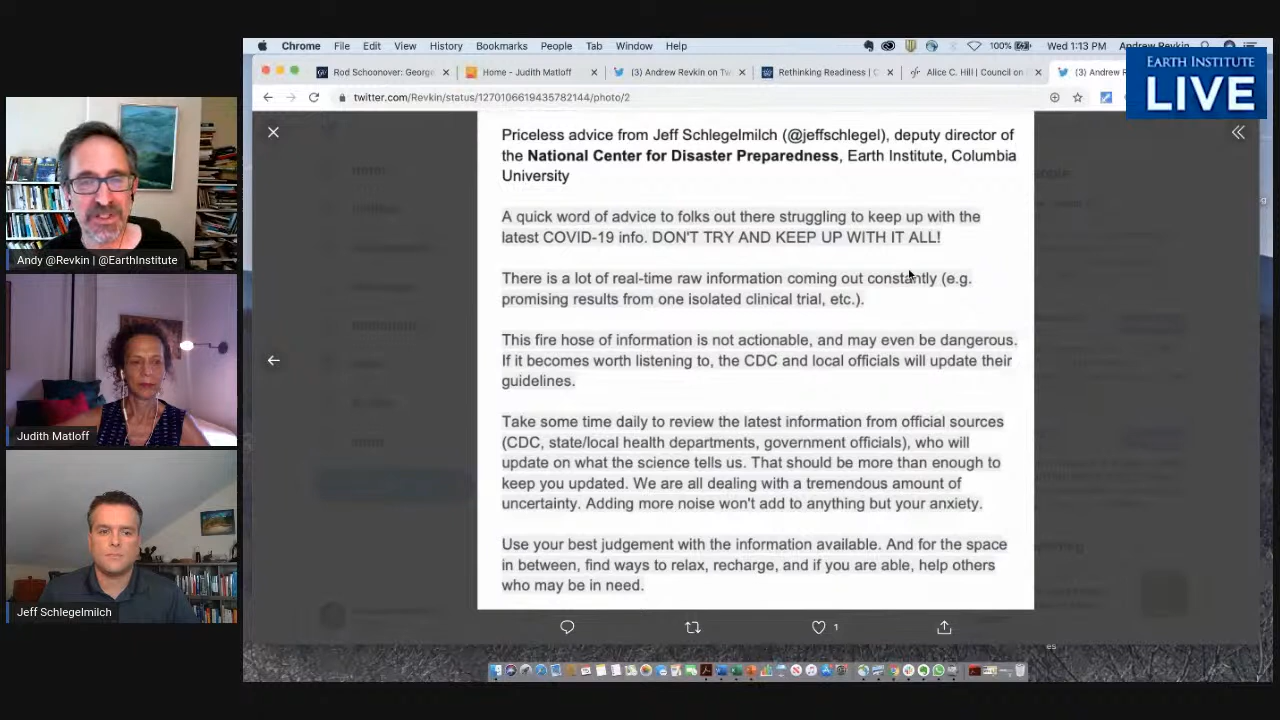 Chrome File Edit View History Bookmarks People Tab Window Help 100% Wed 1:13 PM Andrew Revkin
EARTH INSTITUTE
LIVE
Rod Schoonover: George
Home - Judith Matloff
(3) Andrew Revkin on Tw
Rethinking Readiness | C
Alice C. Hill | Council on
(3) Andrew R
twitter.com/Revkin/status/1270106619435782144/photo/2
Priceless advice from Jeff Schlegelmilch (@jeffschlegel), deputy director of
the National Center for Disaster Preparedness, Earth Institute, Columbia
University
A quick word of advice to folks out there struggling to keep up with the
latest COVID-19 info. DON'T TRY AND KEEP UP WITH IT ALL!
There is a lot of real-time raw information coming out constantly (e.g.
promising results from one isolated clinical trial, etc.).
This fire hose of information is not actionable, and may even be dangerous.
If it becomes worth listening to, the CDC and local officials will update their
guidelines.
Take some time daily to review the latest information from official sources
(CDC, state/local health departments, government officials), who will
update on what the science tells us. That should be more than enough to
keep you updated. We are all dealing with a tremendous amount of
uncertainty. Adding more noise won't add to anything but your anxiety.
Use your best judgement with the information available. And for the space
in between, find ways to relax, recharge, and if you are able, help others
who may be in need.
1
es
Andy @Revkin | @EarthInstitute
Judith Matloff
Jeff Schlegelmilch